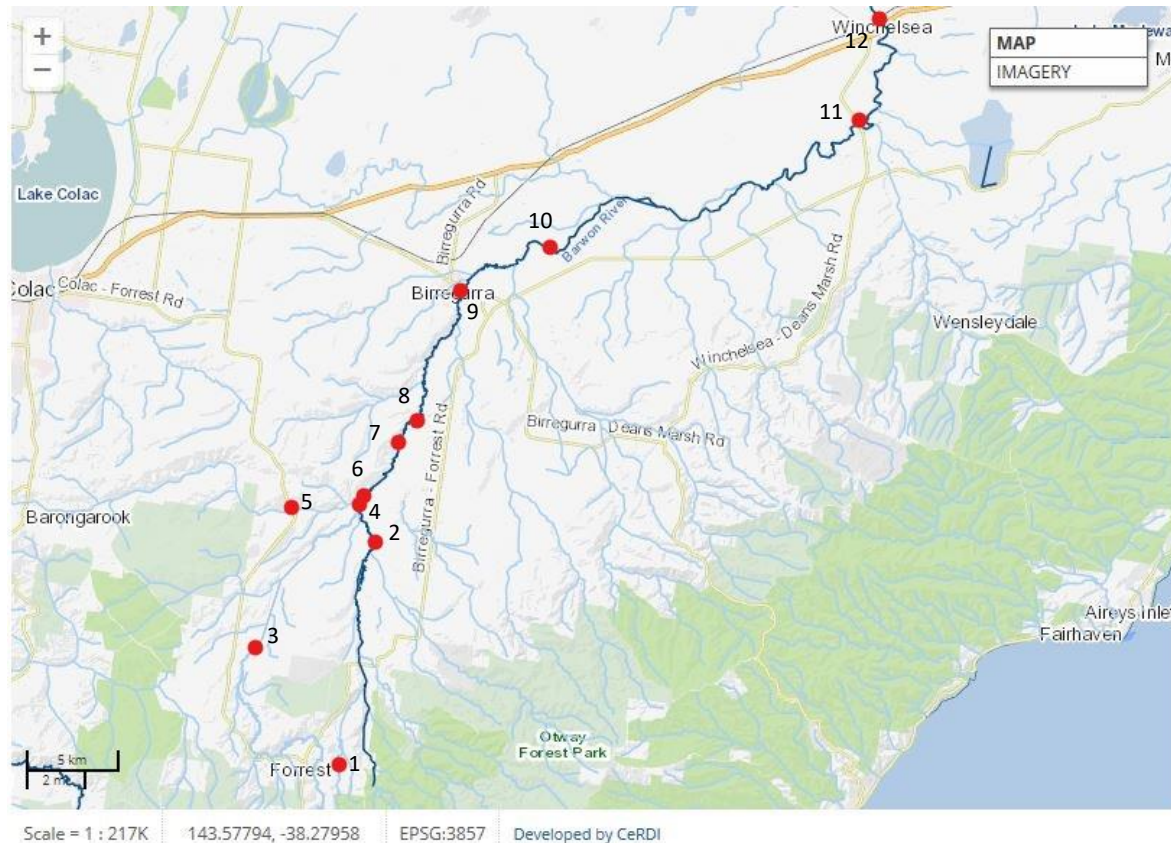 +
−
Winchelsea
12
MAP
IMAGERY
M
11
Lake Colac
Birregurra Rd
10
Barwon River
Colac
Colac - Forrest Rd
Birregurra
9
Winchelsea - Deans Marsh Rd
Wensleydale
8
Birregurra - Deans Marsh Rd
7
Birregurra - Forrest Rd
6
5
4
Barongarook
2
Aireys Inlet
Fairhaven
3
Otway
Forest Park
5 km
2 m
Forrest
1
Scale = 1 : 217K
143.57794, -38.27958
EPSG:3857
Developed by CeRDI